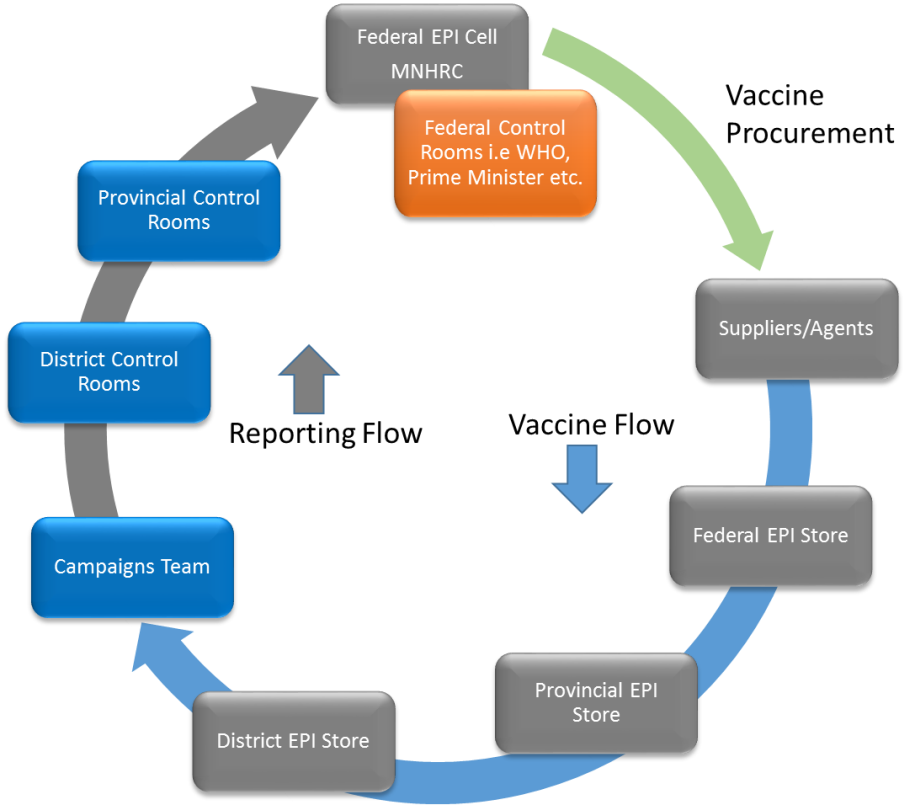 Federal EPI Cell
MNHRC
Federal Control
Rooms i.e WHO,
Prime Minister etc.
Vaccine
Procurement
Suppliers/Agents
Federal EPI Store
Provincial EPI
Store
District EPI Store
Campaigns Team
District Control
Rooms
Provincial Control
Rooms
Reporting Flow
Vaccine Flow